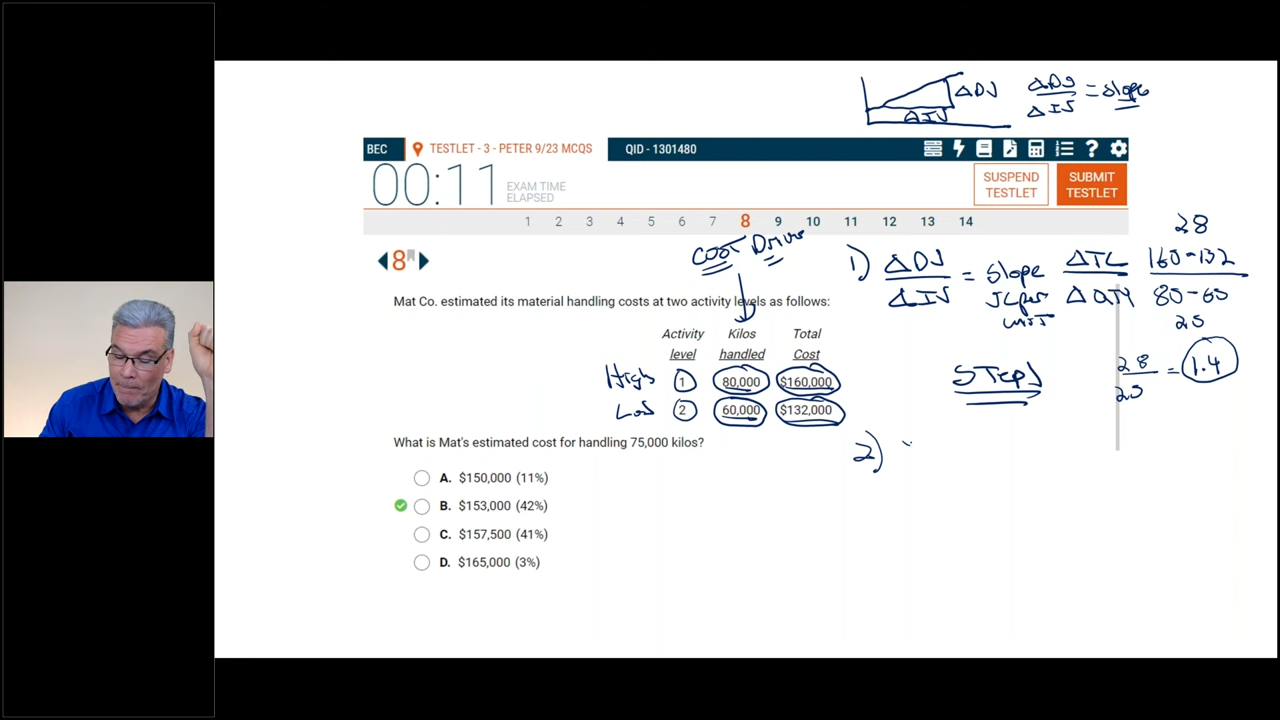 ΔDV
ΔDV
ΔIV
= slope
ΔIV
BEC
TESTLET - 3 - PETER 9/23 MCQS
QID - 1301480
00:11
EXAM TIME
ELAPSED
SUSPEND
TESTLET
SUBMIT
TESTLET
1 2 3 4 5 6 7 8 9 10 11 12 13 14
8
Cost Driver
1)
ΔDV
ΔIV
= slope
per
unit
ΔTC
ΔQTY
28
160-132
80-60
20
28
20
= 1.4
Mat Co. estimated its material handling costs at two activity levels as follows:
Activity Kilos Total
level handled Cost
High 1 80,000 $160,000
Low 2 60,000 $132,000
STEPS
2)
What is Mat's estimated cost for handling 75,000 kilos?
A. $150,000 (11%)
B. $153,000 (42%)
C. $157,500 (41%)
D. $165,000 (3%)